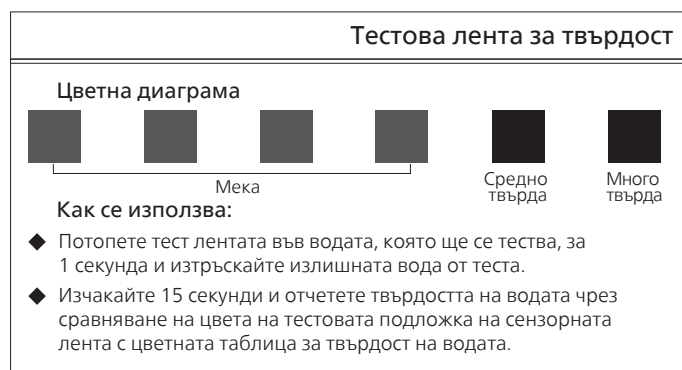 Тестова лента за твърдост
Цветна диаграма
Мека
Средно твърда
Много твърда
Как се използва:
◆ Потопете тест лентата във водата, която ще се тества, за
1 секунда и изтръскайте излишната вода от теста.
◆ Изчакайте 15 секунди и отчетете твърдостта на водата чрез
сравняване на цвета на тестовата подложка на сензорната
лента с цветната таблица за твърдост на водата.